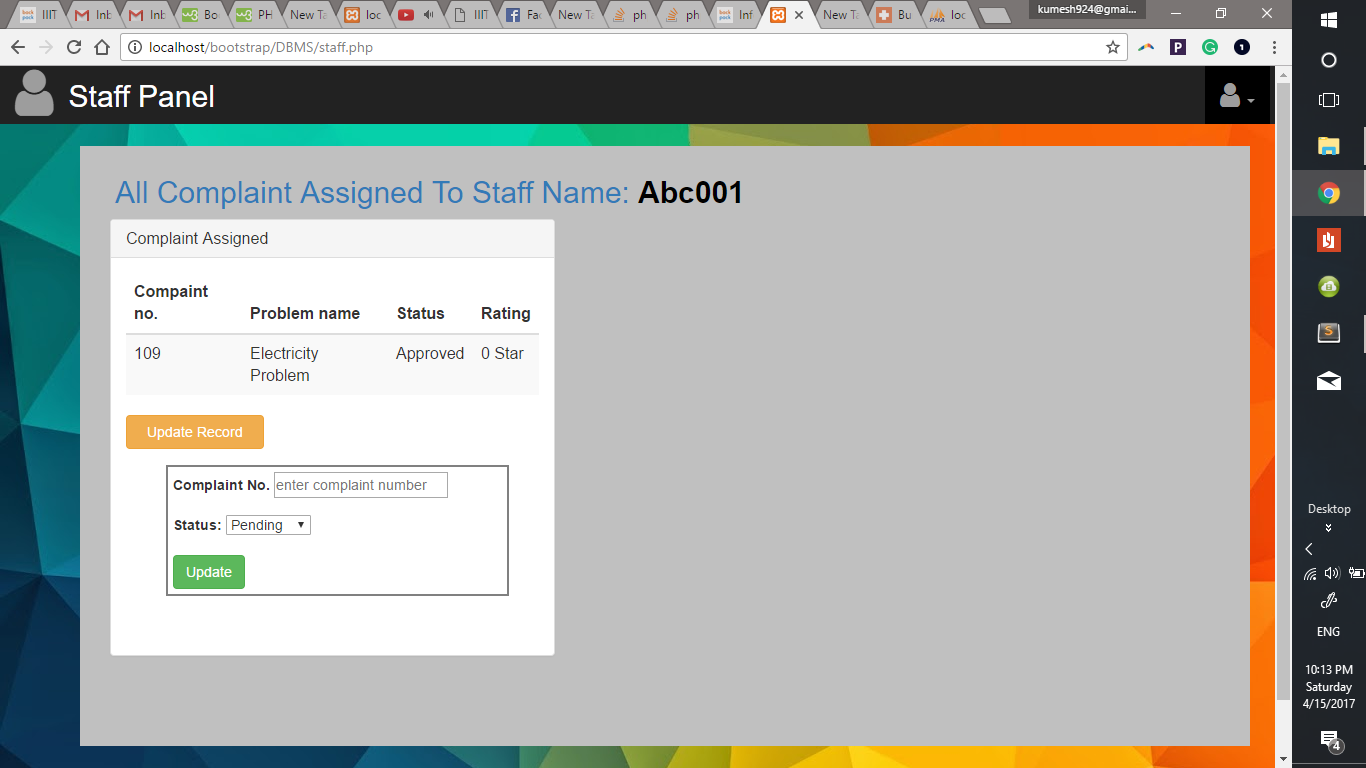 IIIT
Inb
Inb
Bo
PH
New Ta
loc
IIIT
Fac
New Ta
ph
ph
Inf
New Ta
Bu
loc
kumesh924@gmai...
localhost/bootstrap/DBMS/staff.php
Staff Panel
All Complaint Assigned To Staff Name: Abc001
Complaint Assigned
Compaint
no.
Problem name
Status
Rating
109
Electricity
Problem
Approved
0 Star
Update Record
Complaint No. enter complaint number
Status: Pending
Update
Desktop
ENG
10:13 PM
Saturday
4/15/2017
4